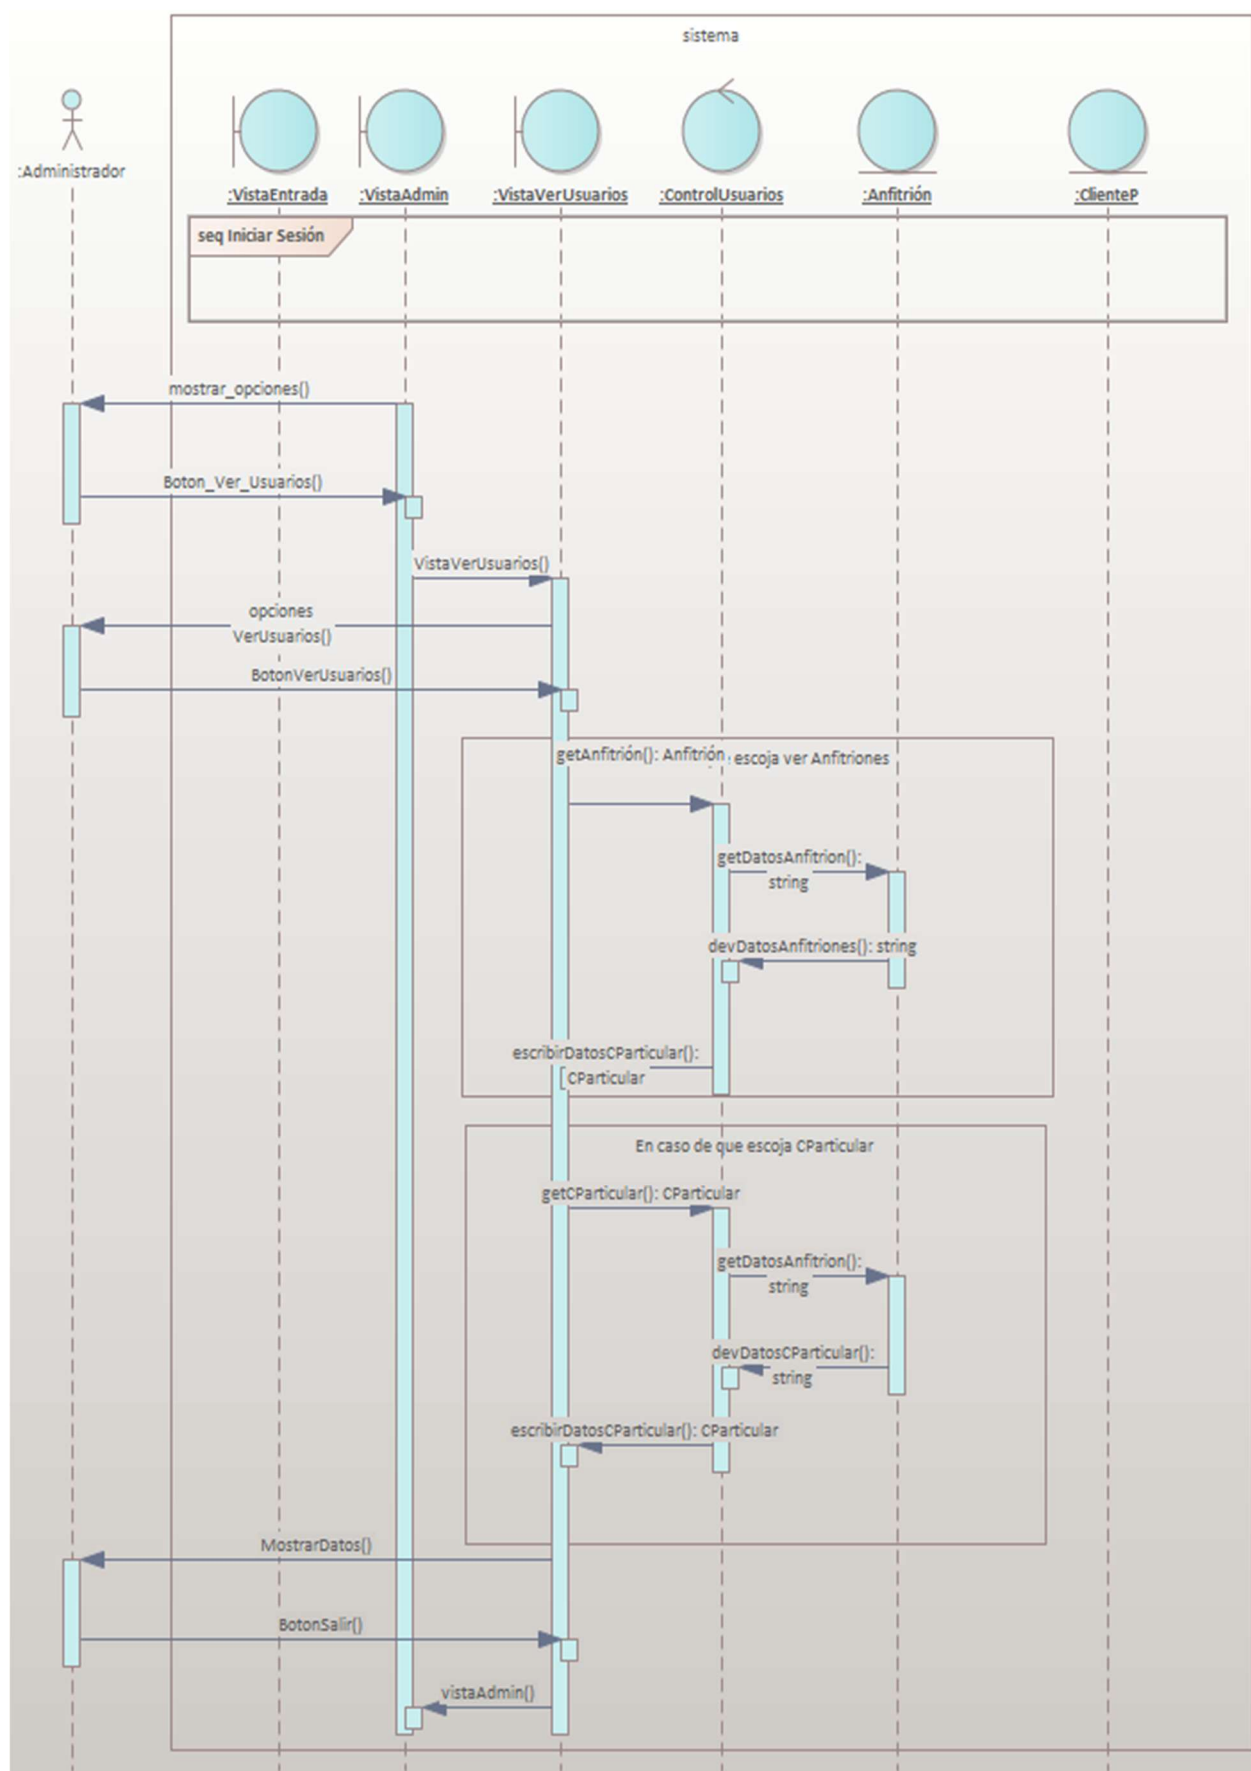 sistema
:Administrador
:VistaEntrada
:VistaAdmin
:VistaVerUsuarios
:ControlUsuarios
:Anfitrión
:ClienteP
seq Iniciar Sesión
mostrar_opciones()
Boton_Ver_Usuarios()
VistaVerUsuarios()
opciones
VerUsuarios()
BotonVerUsuarios()
getAnfitrión(): Anfitrión
escoja ver Anfitriones
getDatosAnfitrion():
string
devDatosAnfitriones(): string
escribirDatosCParticular():
CParticular
En caso de que escoja CParticular
getCParticular(): CParticular
getDatosAnfitrion():
string
devDatosCParticular():
string
escribirDatosCParticular(): CParticular
MostrarDatos()
BotonSalir()
vistaAdmin()